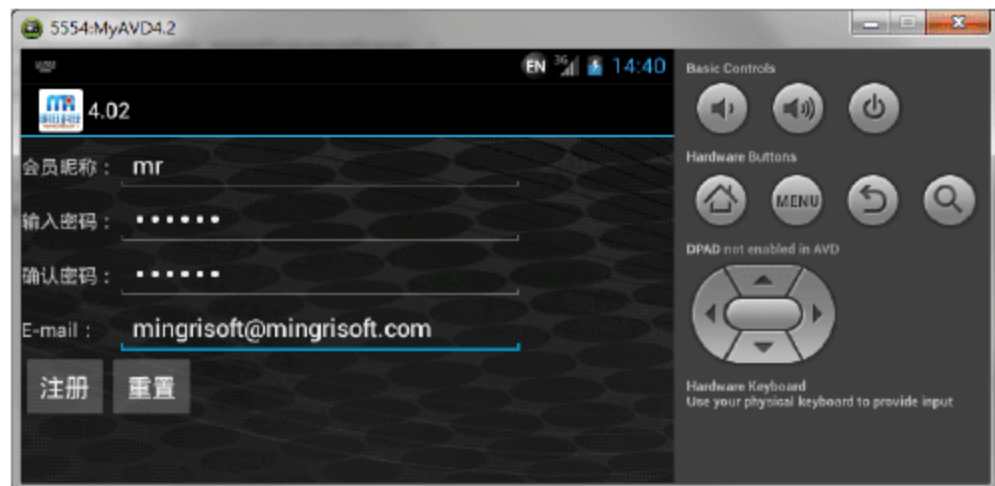 5554:MyAVD4.2
EN 3G 14:40
4.02
会员昵称： mr
输入密码： ••••••
确认密码： ••••••
E-mail： mingrisoft@mingrisoft.com
注册 重置
Basic Controls
Hardware Buttons
MENU
DPAD not enabled in AVD
Hardware Keyboard
Use your physical keyboard to provide input